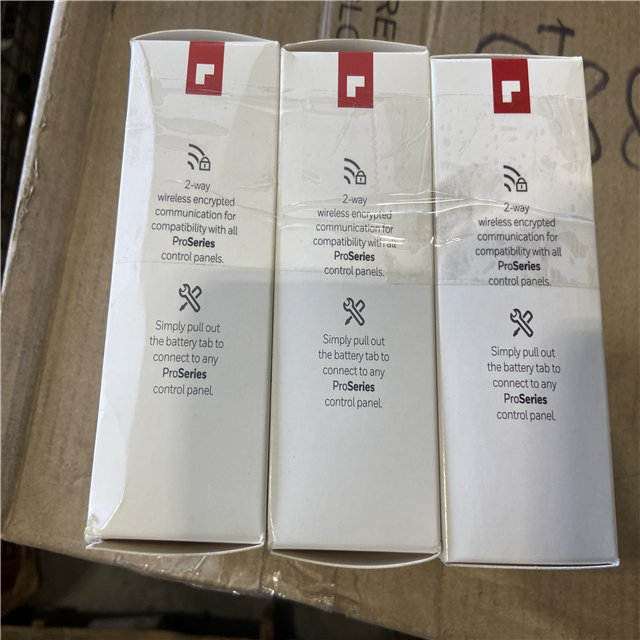 RE
LO
2-way
wireless encrypted
communication for
compatibility with all
ProSeries
control panels.
Simply pull out
the battery tab to
connect to any
ProSeries
control panel.
2-way
wireless encrypted
communication for
compatibility with all
ProSeries
control panels.
Simply pull out
the battery tab to
connect to any
ProSeries
control panel.
2-way
wireless encrypted
communication for
compatibility with all
ProSeries
control panels.
Simply pull out
the battery tab to
connect to any
ProSeries
control panel.